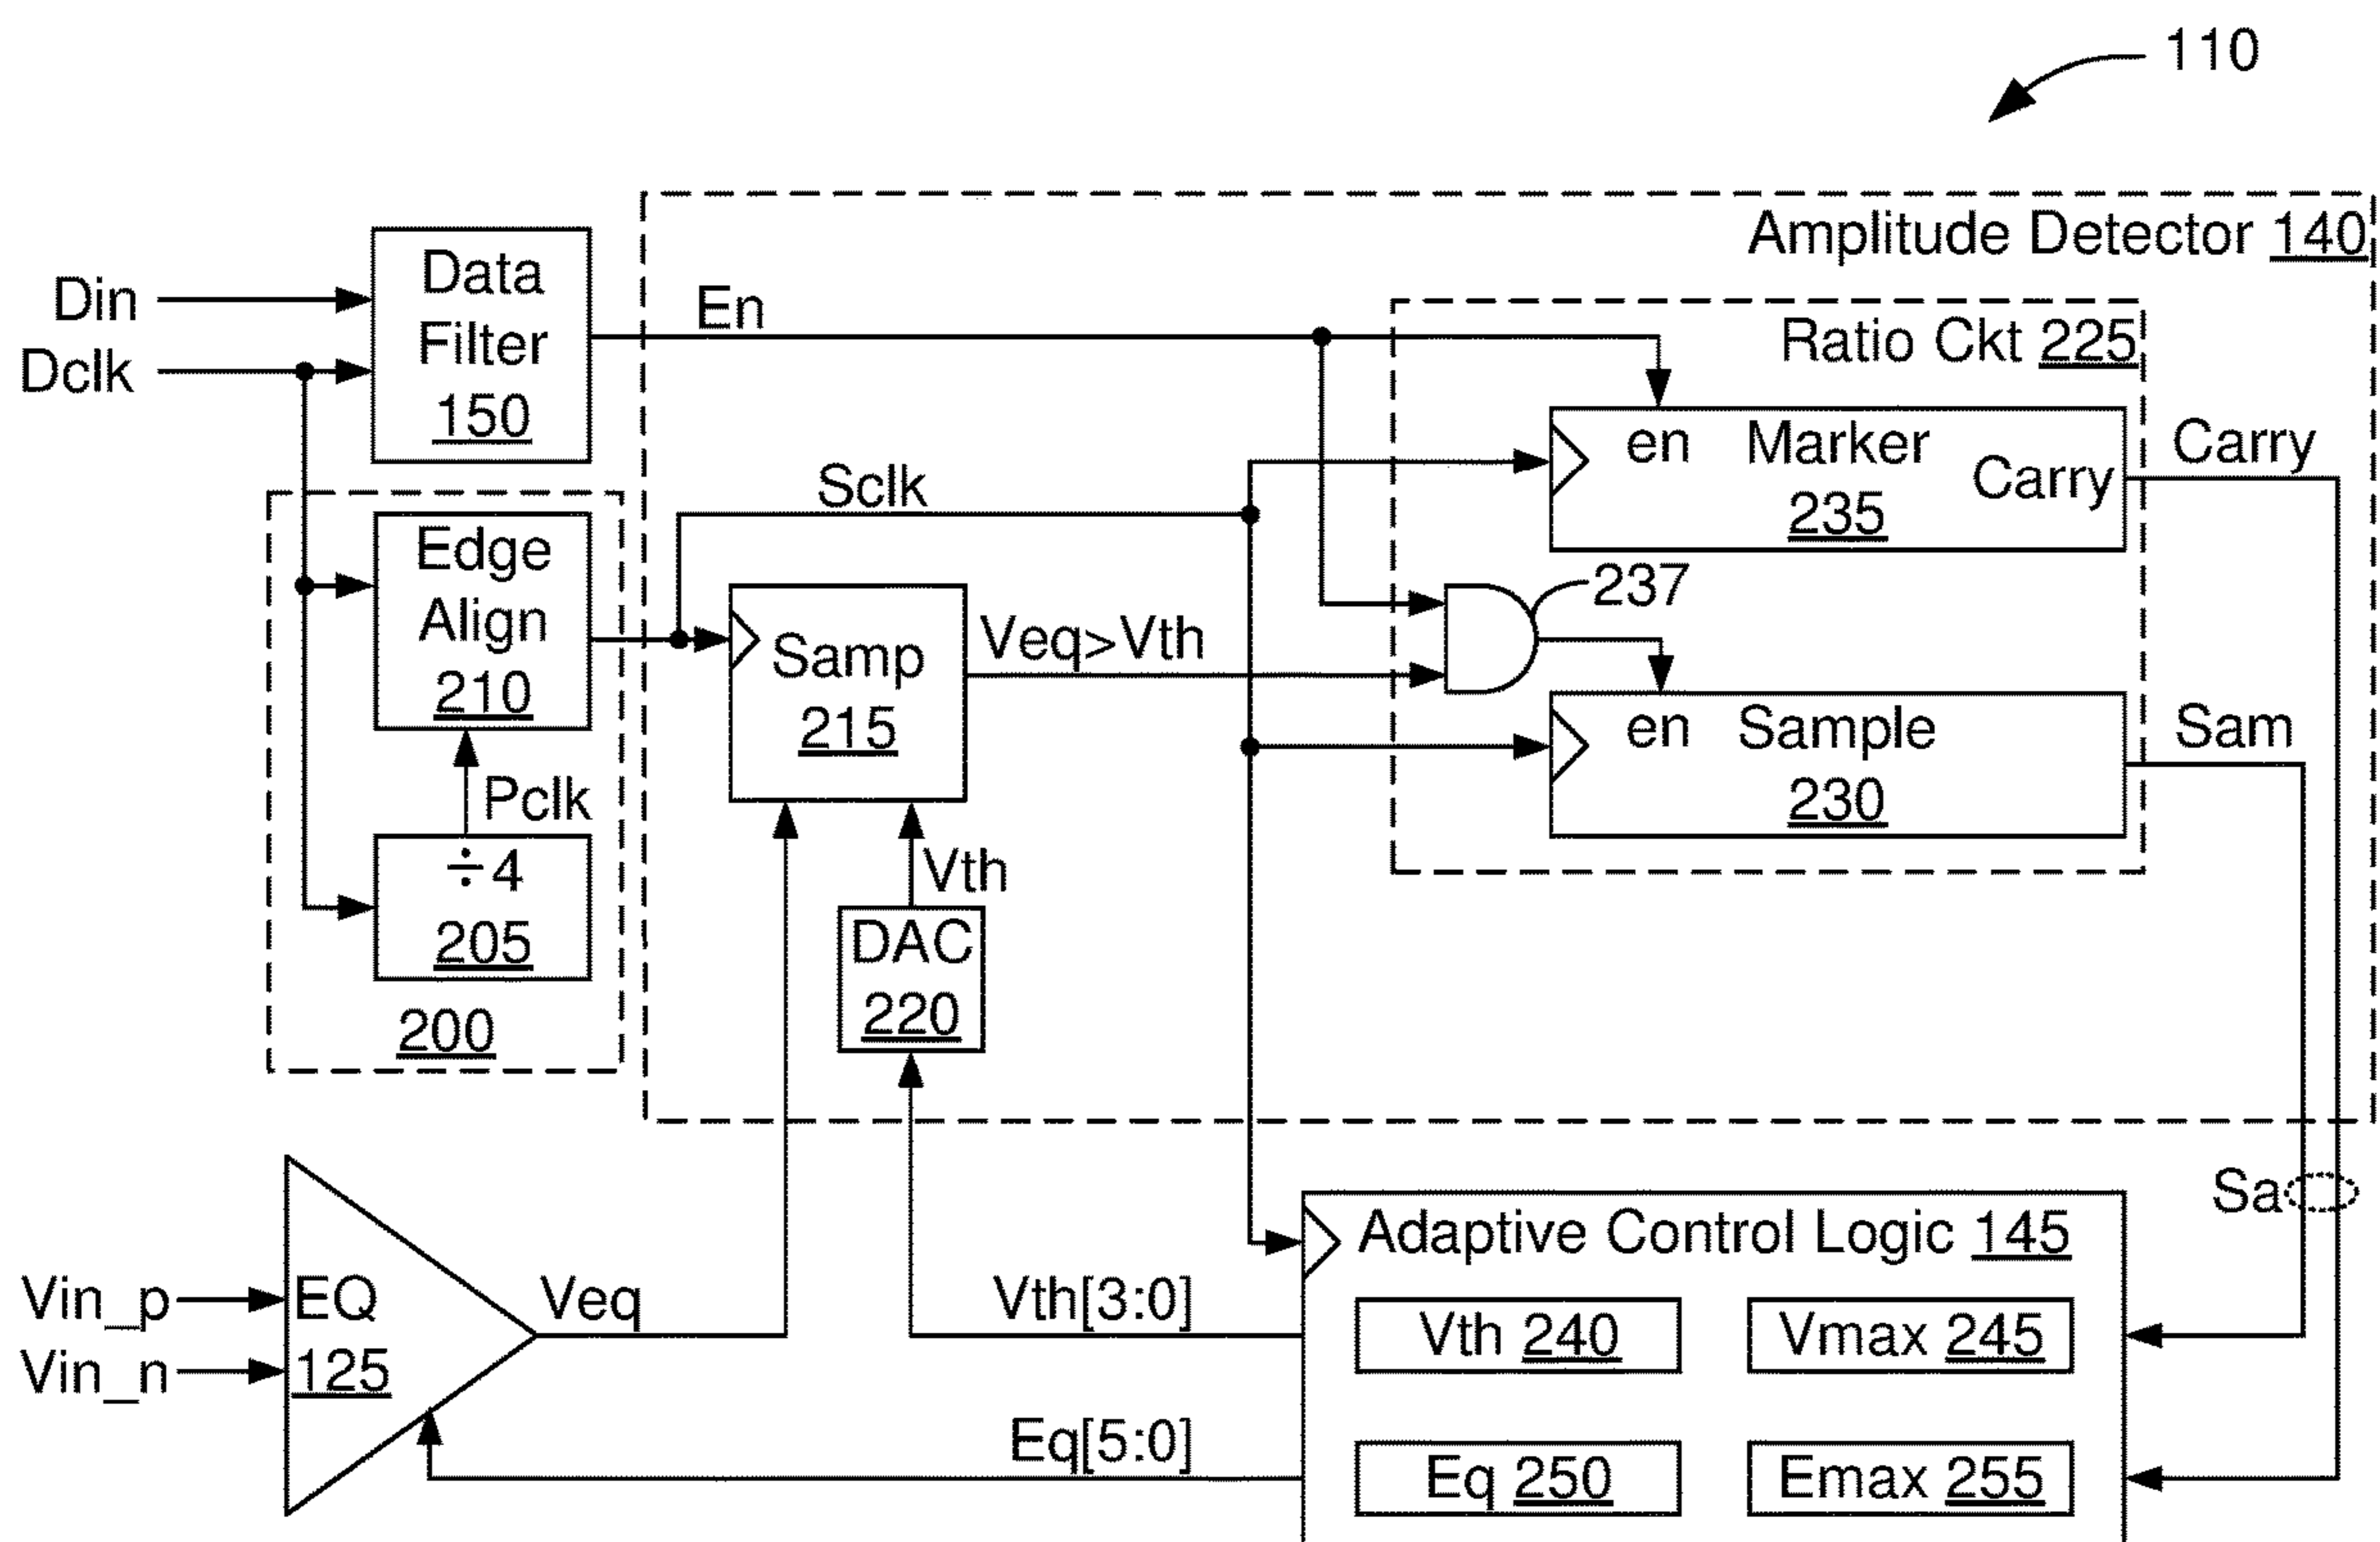 110
Amplitude Detector 140
Data
Filter
150
Din
Dclk
En
Ratio Ckt 225
en Marker
235
Carry
Carry
Sclk
Edge
Align
210
237
Samp
215
Veq>Vth
en Sample
230
Sam
Pclk
÷4
205
200
Vth
DAC
220
Sa
Adaptive Control Logic 145
Vin_p
Vin_n
EQ
125
Veq
Vth[3:0]
Vth 240
Vmax 245
Eq[5:0]
Eq 250
Emax 255